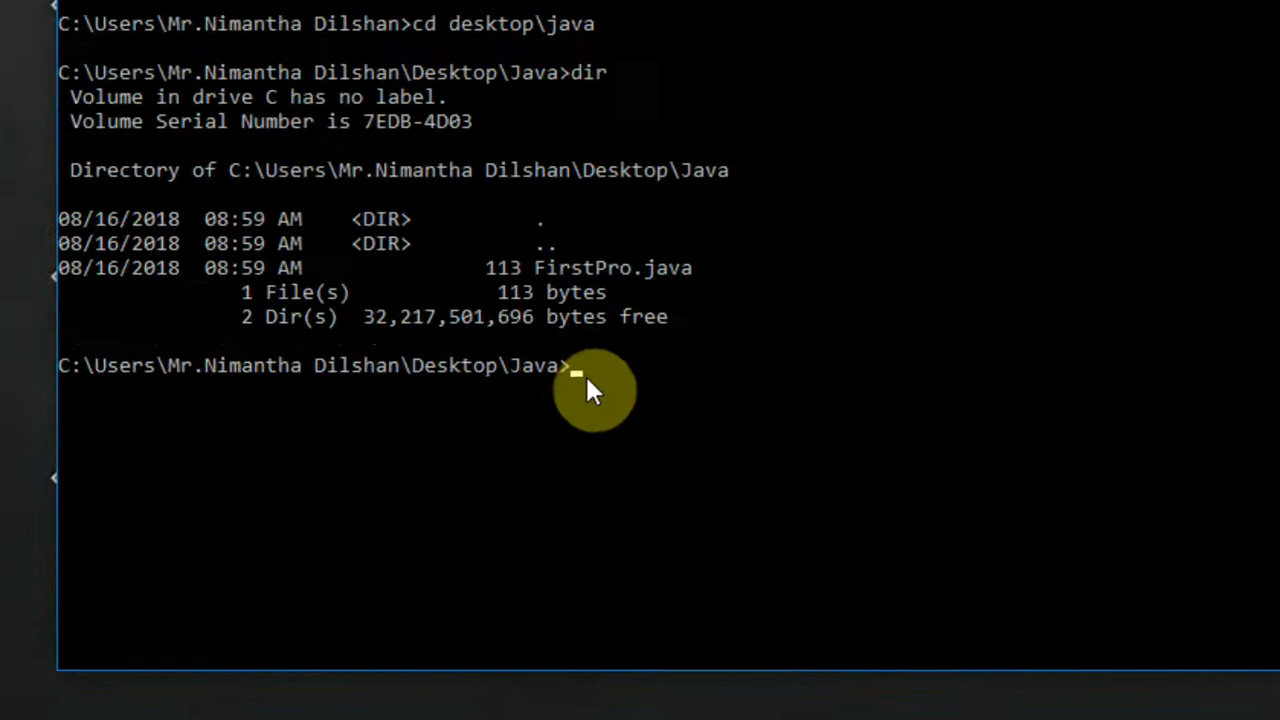 C:\Users\Mr.Nimantha Dilshan>cd desktop\java
C:\Users\Mr.Nimantha Dilshan\Desktop\Java>dir
Volume in drive C has no label.
Volume Serial Number is 7EDB-4D03
Directory of C:\Users\Mr.Nimantha Dilshan\Desktop\Java
08/16/2018  08:59 AM    <DIR>          .
08/16/2018  08:59 AM    <DIR>          ..
08/16/2018  08:59 AM               113 FirstPro.java
1 File(s)            113 bytes
2 Dir(s)  32,217,501,696 bytes free
C:\Users\Mr.Nimantha Dilshan\Desktop\Java>